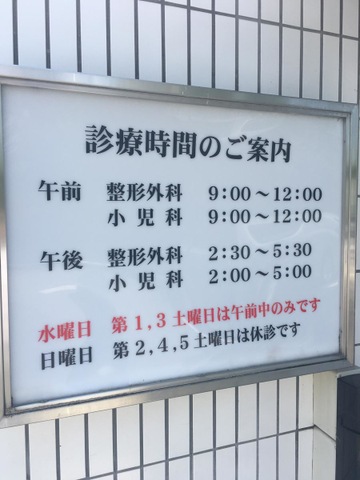 診療時間のご案内
午前 整形外科 9:00～12:00
小児科 9:00～12:00
午後 整形外科 2:30～5:30
小児科 2:00～5:00
水曜日 第1,3土曜日は午前中のみです
日曜日 第2,4,5土曜日は休診です